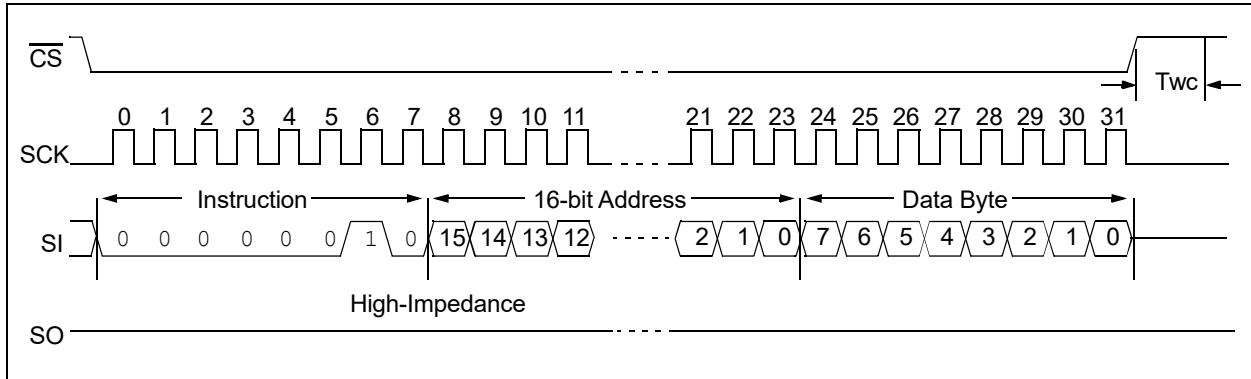 CS
Twc
0 1 2 3 4 5 6 7 8 9 10 11 21 22 23 24 25 26 27 28 29 30 31
SCK
Instruction 16-bit Address Data Byte
SI 0 0 0 0 0 0 1 0 15 14 13 12 2 1 0 7 6 5 4 3 2 1 0
High-Impedance
SO